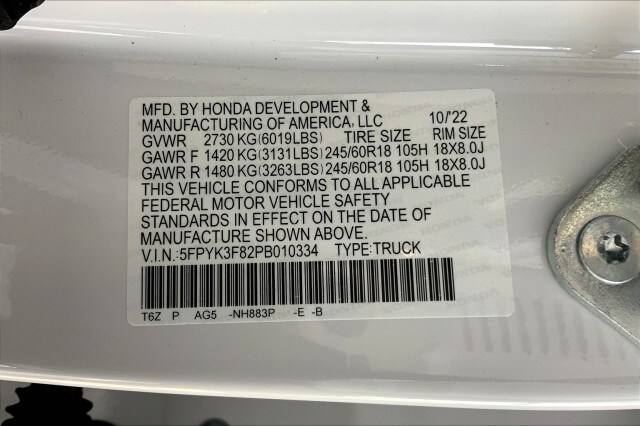 MFD. BY HONDA DEVELOPMENT &
MANUFACTURING OF AMERICA, LLC 10/'22
GVWR 2730 KG (6019LBS) TIRE SIZE RIM SIZE
GAWR F 1420 KG (3131LBS) 245/60R18 105H 18X8.0J
GAWR R 1480 KG (3263LBS) 245/60R18 105H 18X8.0J
THIS VEHICLE CONFORMS TO ALL APPLICABLE
FEDERAL MOTOR VEHICLE SAFETY
STANDARDS IN EFFECT ON THE DATE OF
MANUFACTURE SHOWN ABOVE.
V.I.N.:5FPYK3F82PB010334 TYPE:TRUCK
T6Z P AG5 -NH883P -E -B